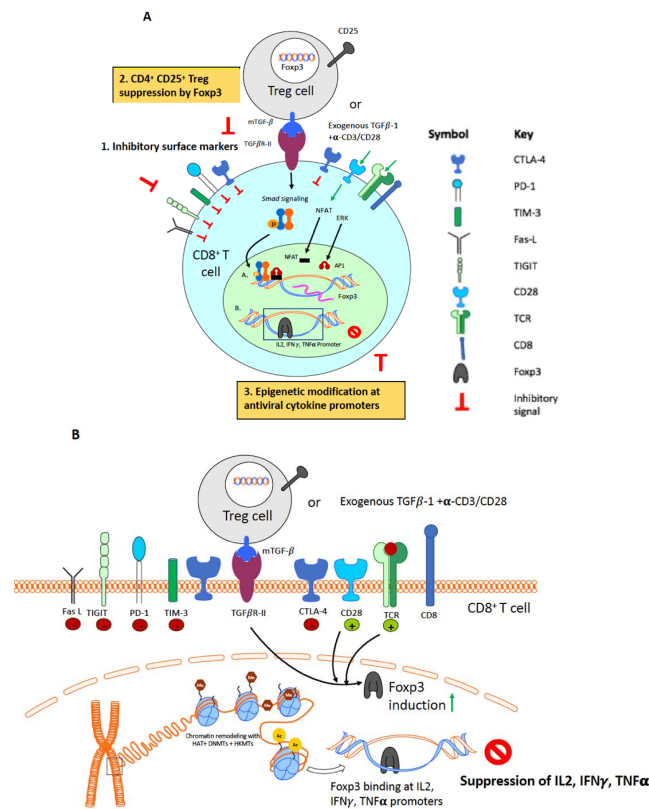 A
CD25
Foxp3
Treg cell
2. CD4+ CD25+ Treg
suppression by Foxp3
or
mTGF-β
TGFβR-II
Exogenous TGFβ-1
+α-CD3/CD28
1. Inhibitory surface markers
Smad signaling
P
NFAT
ERK
CD8+ T
cell
NFAT
AP1
A.
Foxp3
B.
IL2, IFNγ, TNFα Promoter
3. Epigenetic modification at
antiviral cytokine promoters
Symbol Key
CTLA-4
PD-1
TIM-3
Fas-L
TIGIT
CD28
TCR
CD8
Foxp3
Inhibitory
signal
B
Treg cell
or Exogenous TGFβ-1 +α-CD3/CD28
mTGF-β
CD8+ T cell
Fas L TIGIT PD-1 TIM-3 TGFβR-II CTLA-4 CD28 TCR CD8
- - - - - + +
Foxp3
induction
Me
Me
Me
Chromatin remodeling with
HAT+ DNMTs + HKMTs
Ac
Ac
Foxp3 binding at IL2,
IFNγ, TNFα promoters
Suppression of IL2, IFNγ, TNFα